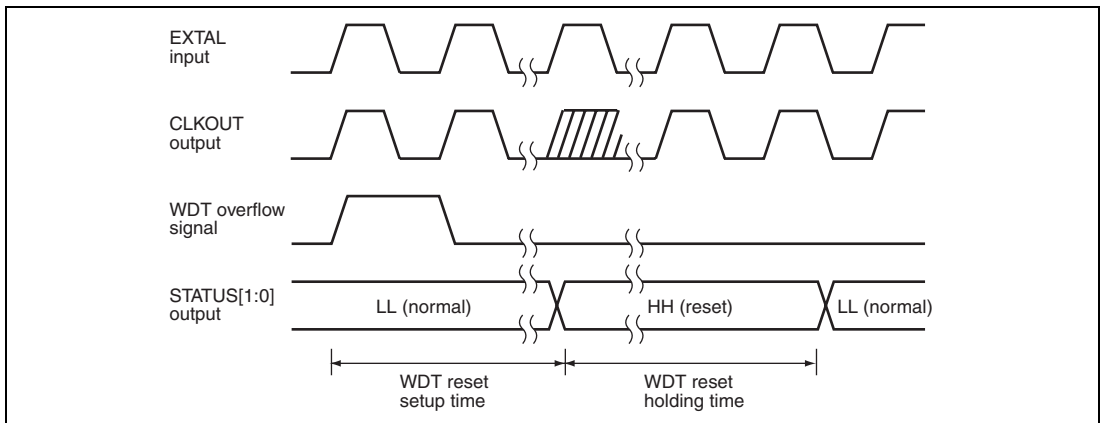 EXTAL
input
CLKOUT
output
WDT overflow
signal
STATUS[1:0]
output
LL (normal)
HH (reset)
LL (normal)
WDT reset
setup time
WDT reset
holding time